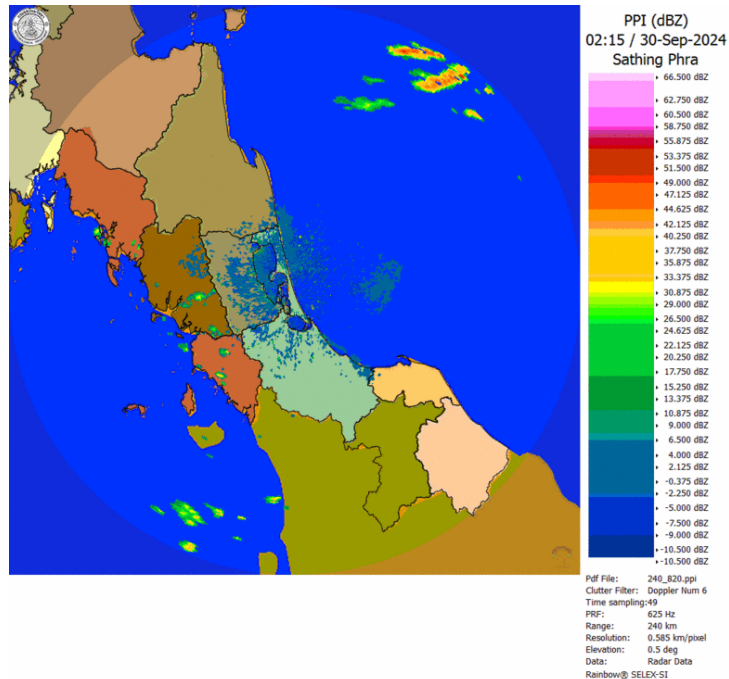 PPI (dBZ)
02:15 / 30-Sep-2024
Sathing Phra
66.500 dBZ
62.750 dBZ
60.500 dBZ
58.750 dBZ
55.875 dBZ
53.375 dBZ
51.500 dBZ
49.000 dBZ
47.125 dBZ
44.625 dBZ
42.125 dBZ
40.250 dBZ
37.750 dBZ
35.875 dBZ
33.375 dBZ
30.875 dBZ
29.000 dBZ
26.500 dBZ
24.625 dBZ
22.125 dBZ
20.250 dBZ
17.750 dBZ
15.250 dBZ
13.375 dBZ
10.875 dBZ
9.000 dBZ
6.500 dBZ
4.000 dBZ
2.125 dBZ
-0.375 dBZ
-2.250 dBZ
-5.000 dBZ
-7.500 dBZ
-9.000 dBZ
-10.500 dBZ
-10.500 dBZ
Pdf File: 240_820.ppi
Clutter Filter: Doppler Num 6
Time sampling:49
PRF: 625 Hz
Range: 240 km
Resolution: 0.585 km/pixel
Elevation: 0.5 deg
Data: Radar Data
Rainbow® SELEX-SI